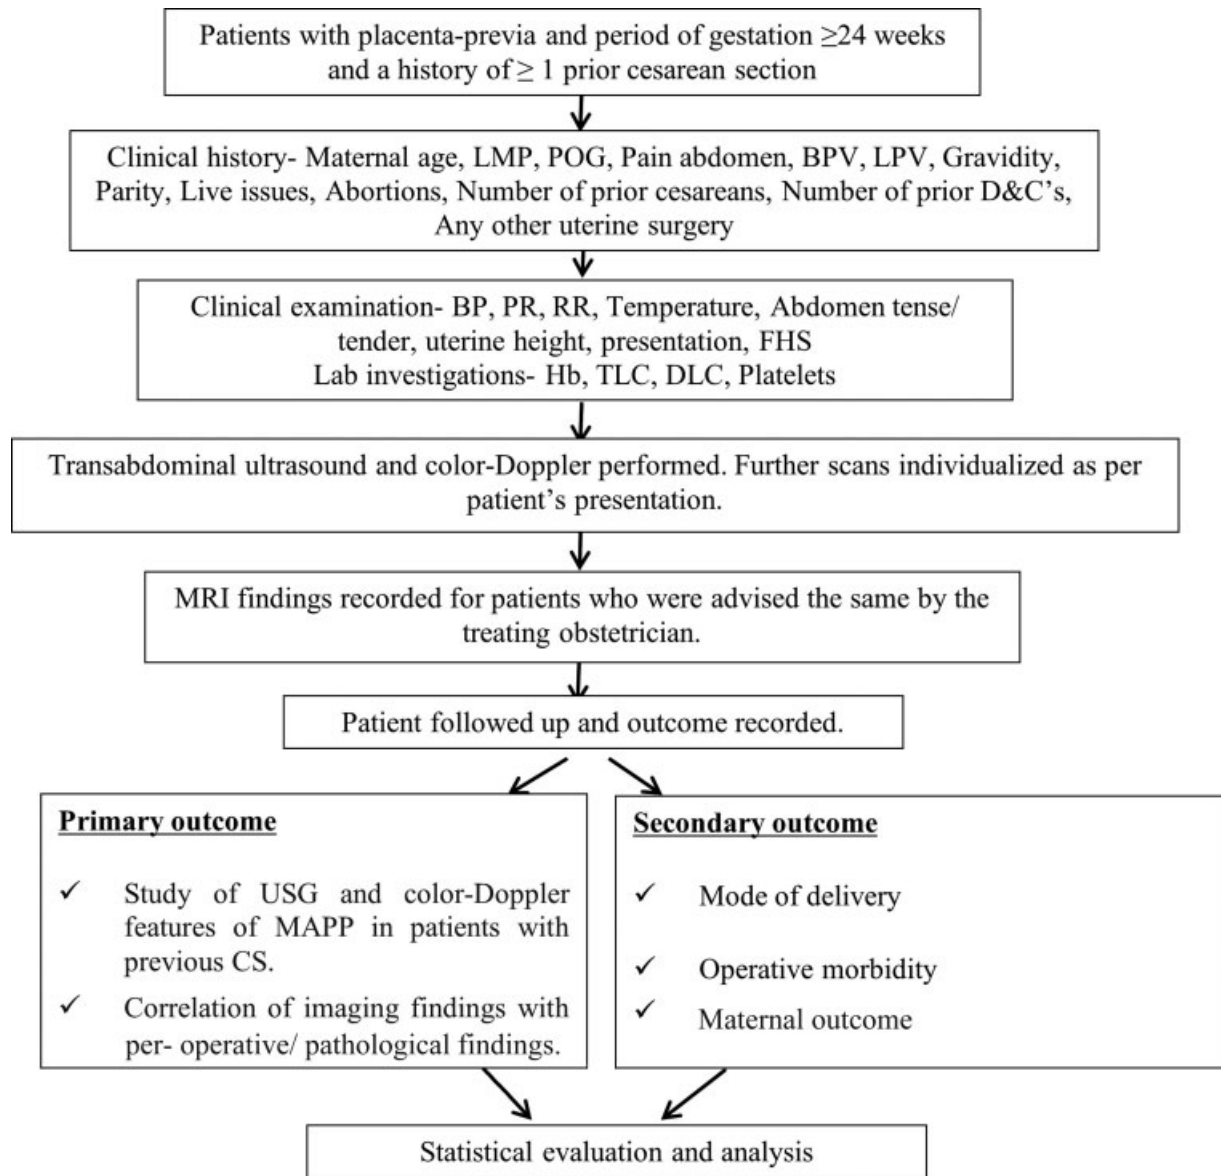 Patients with placenta-previa and period of gestation ≥24 weeks
and a history of ≥ 1 prior cesarean section
Clinical history- Maternal age, LMP, POG, Pain abdomen, BPV, LPV, Gravidity,
Parity, Live issues, Abortions, Number of prior cesareans, Number of prior D&C's,
Any other uterine surgery
Clinical examination- BP, PR, RR, Temperature, Abdomen tense/
tender, uterine height, presentation, FHS
Lab investigations- Hb, TLC, DLC, Platelets
Transabdominal ultrasound and color-Doppler performed. Further scans individualized as per
patient's presentation.
MRI findings recorded for patients who were advised the same by the
treating obstetrician.
Patient followed up and outcome recorded.
Primary outcome
✓ Study of USG and color-Doppler
features of MAPP in patients with
previous CS.
✓ Correlation of imaging findings with
per- operative/ pathological findings.
Secondary outcome
✓ Mode of delivery
✓ Operative morbidity
✓ Maternal outcome
Statistical evaluation and analysis